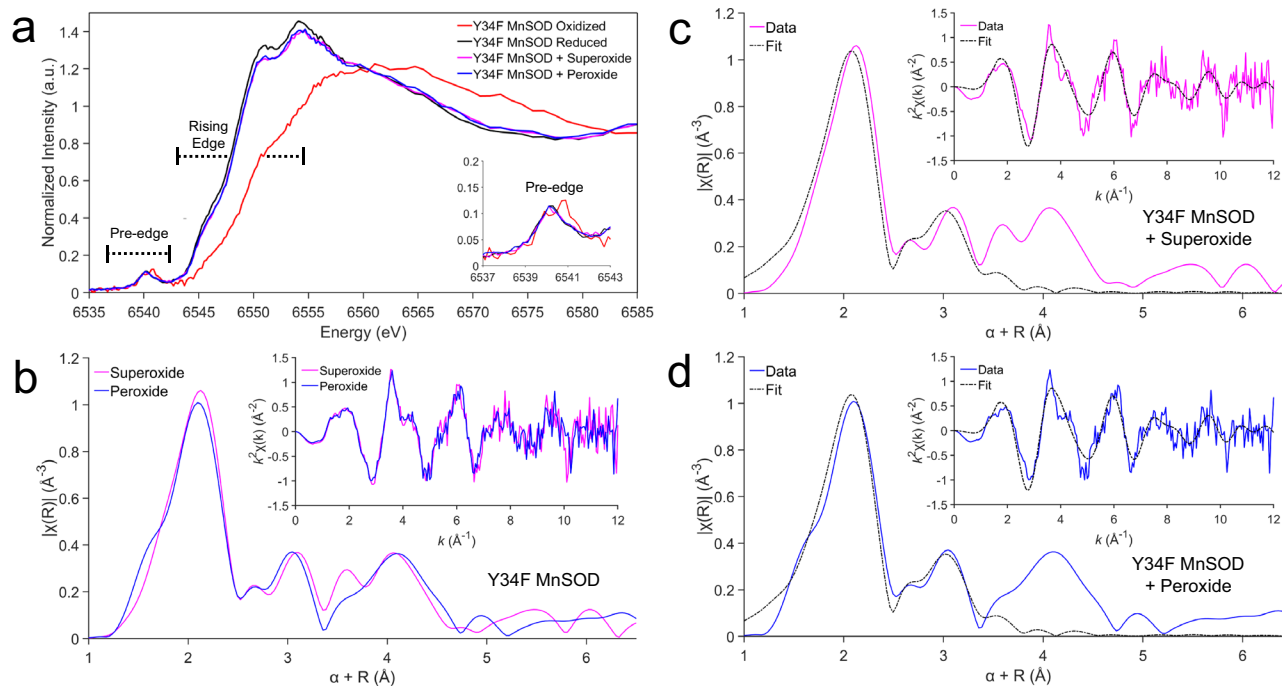 a
Normalized Intensity (a.u.)
1.4
1.2
1
0.8
0.6
0.4
0.2
0
Y34F MnSOD Oxidized
Y34F MnSOD Reduced
Y34F MnSOD + Superoxide
Y34F MnSOD + Peroxide
Rising
Edge
Pre-edge
Pre-edge
0.2
0.15
0.1
0.05
0
6537 6539 6541 6543
6535 6540 6545 6550 6555 6560 6565 6570 6575 6580 6585
Energy (eV)
b
|χ(R)| (Å-3)
1.2
1
0.8
0.6
0.4
0.2
0
Superoxide
Peroxide
k2χ(k) (Å-2)
1.5
1
0.5
0
-0.5
-1
-1.5
Superoxide
Peroxide
0 2 4 6 8 10 12
k (Å-1)
Y34F MnSOD
1 2 3 4 5 6
α + R (Å)
c
|χ(R)| (Å-3)
1.2
1
0.8
0.6
0.4
0.2
0
Data
Fit
k2χ(k) (Å-2)
1.5
1
0.5
0
-0.5
-1
-1.5
Data
Fit
0 2 4 6 8 10 12
k (Å-1)
Y34F MnSOD
+ Superoxide
1 2 3 4 5 6
α + R (Å)
d
|χ(R)| (Å-3)
1.2
1
0.8
0.6
0.4
0.2
0
Data
Fit
k2χ(k) (Å-2)
1.5
1
0.5
0
-0.5
-1
-1.5
Data
Fit
0 2 4 6 8 10 12
k (Å-1)
Y34F MnSOD
+ Peroxide
1 2 3 4 5 6
α + R (Å)